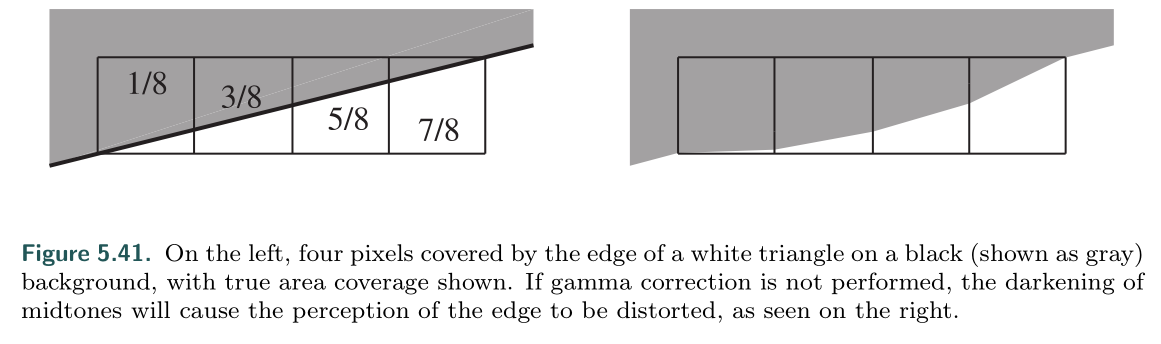 1/8
3/8
5/8
7/8
Figure 5.41. On the left, four pixels covered by the edge of a white triangle on a black (shown as gray)
background, with true area coverage shown. If gamma correction is not performed, the darkening of
midtones will cause the perception of the edge to be distorted, as seen on the right.